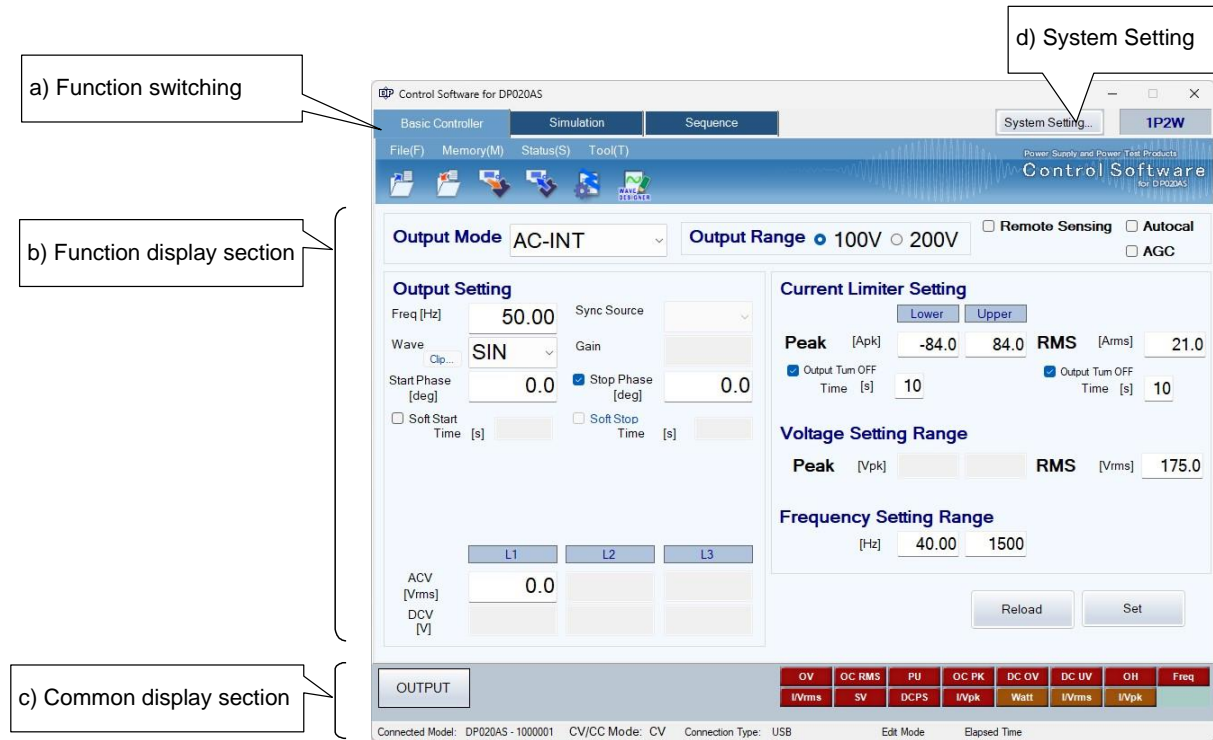 d) System Setting
a) Function switching
Control Software for DP020AS
Basic Controller Simulation Sequence System Setting... 1P2W
File(F) Memory(M) Status(S) Tool(T)
Power Supply and Power Test Products
Control Software
for DP020AS
WAVE
DESIGNER
b) Function display section
Output Mode AC-INT Output Range 100V 200V Remote Sensing Autocal
AGC
Output Setting Current Limiter Setting
Freq [Hz] 50.00 Sync Source Lower Upper
Wave Clip... SIN Gain Peak [Apk] -84.0 84.0 RMS [Arms] 21.0
Start Phase 0.0 Stop Phase 0.0 Output Turn OFF Output Turn OFF
[deg] [deg] Time [s] 10 Time [s] 10
Soft Start Soft Stop
Time [s] Time [s] Voltage Setting Range
Peak [Vpk] RMS [Vrms] 175.0
Frequency Setting Range
[Hz] 40.00 1500
L1 L2 L3
ACV 0.0
[Vrms]
DCV
[V]
Reload Set
c) Common display section
OUTPUT OV OC RMS PU OC PK DC OV DC UV OH Freq
I/Vrms SV DCPS I/Vpk Watt I/Vrms I/Vpk
Connected Model: DP020AS - 1000001 CV/CC Mode: CV Connection Type: USB Edit Mode Elapsed Time